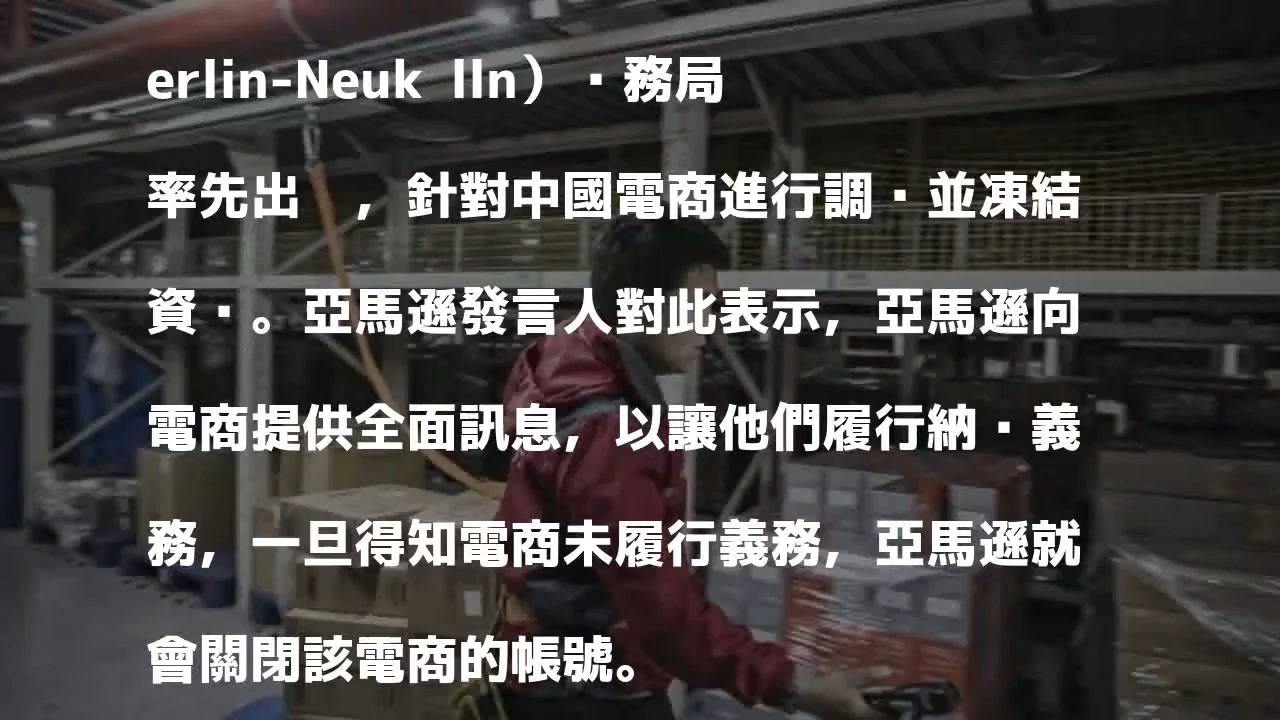 erlin-Neuk lln）·務局
率先出　，針對中國電商進行調·並凍結
資·。亞馬遜發言人對此表示，亞馬遜向
電商提供全面訊息，以讓他們履行納·義
務，一旦得知電商未履行義務，亞馬遜就
會關閉該電商的帳號。